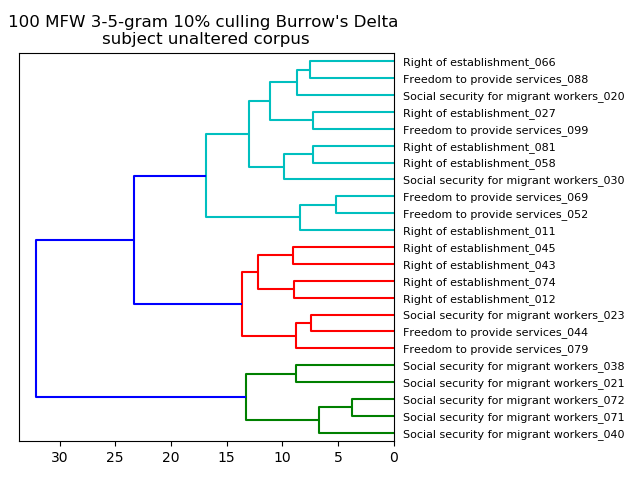 100 MFW 3-5-gram 10% culling Burrow's Delta
subject unaltered corpus
Right of establishment_066
Freedom to provide services_088
Social security for migrant workers_020
Right of establishment_027
Freedom to provide services_099
Right of establishment_081
Right of establishment_058
Social security for migrant workers_030
Freedom to provide services_069
Freedom to provide services_052
Right of establishment_011
Right of establishment_045
Right of establishment_043
Right of establishment_074
Right of establishment_012
Social security for migrant workers_023
Freedom to provide services_044
Freedom to provide services_079
Social security for migrant workers_038
Social security for migrant workers_021
Social security for migrant workers_072
Social security for migrant workers_071
Social security for migrant workers_040
30 25 20 15 10 5 0